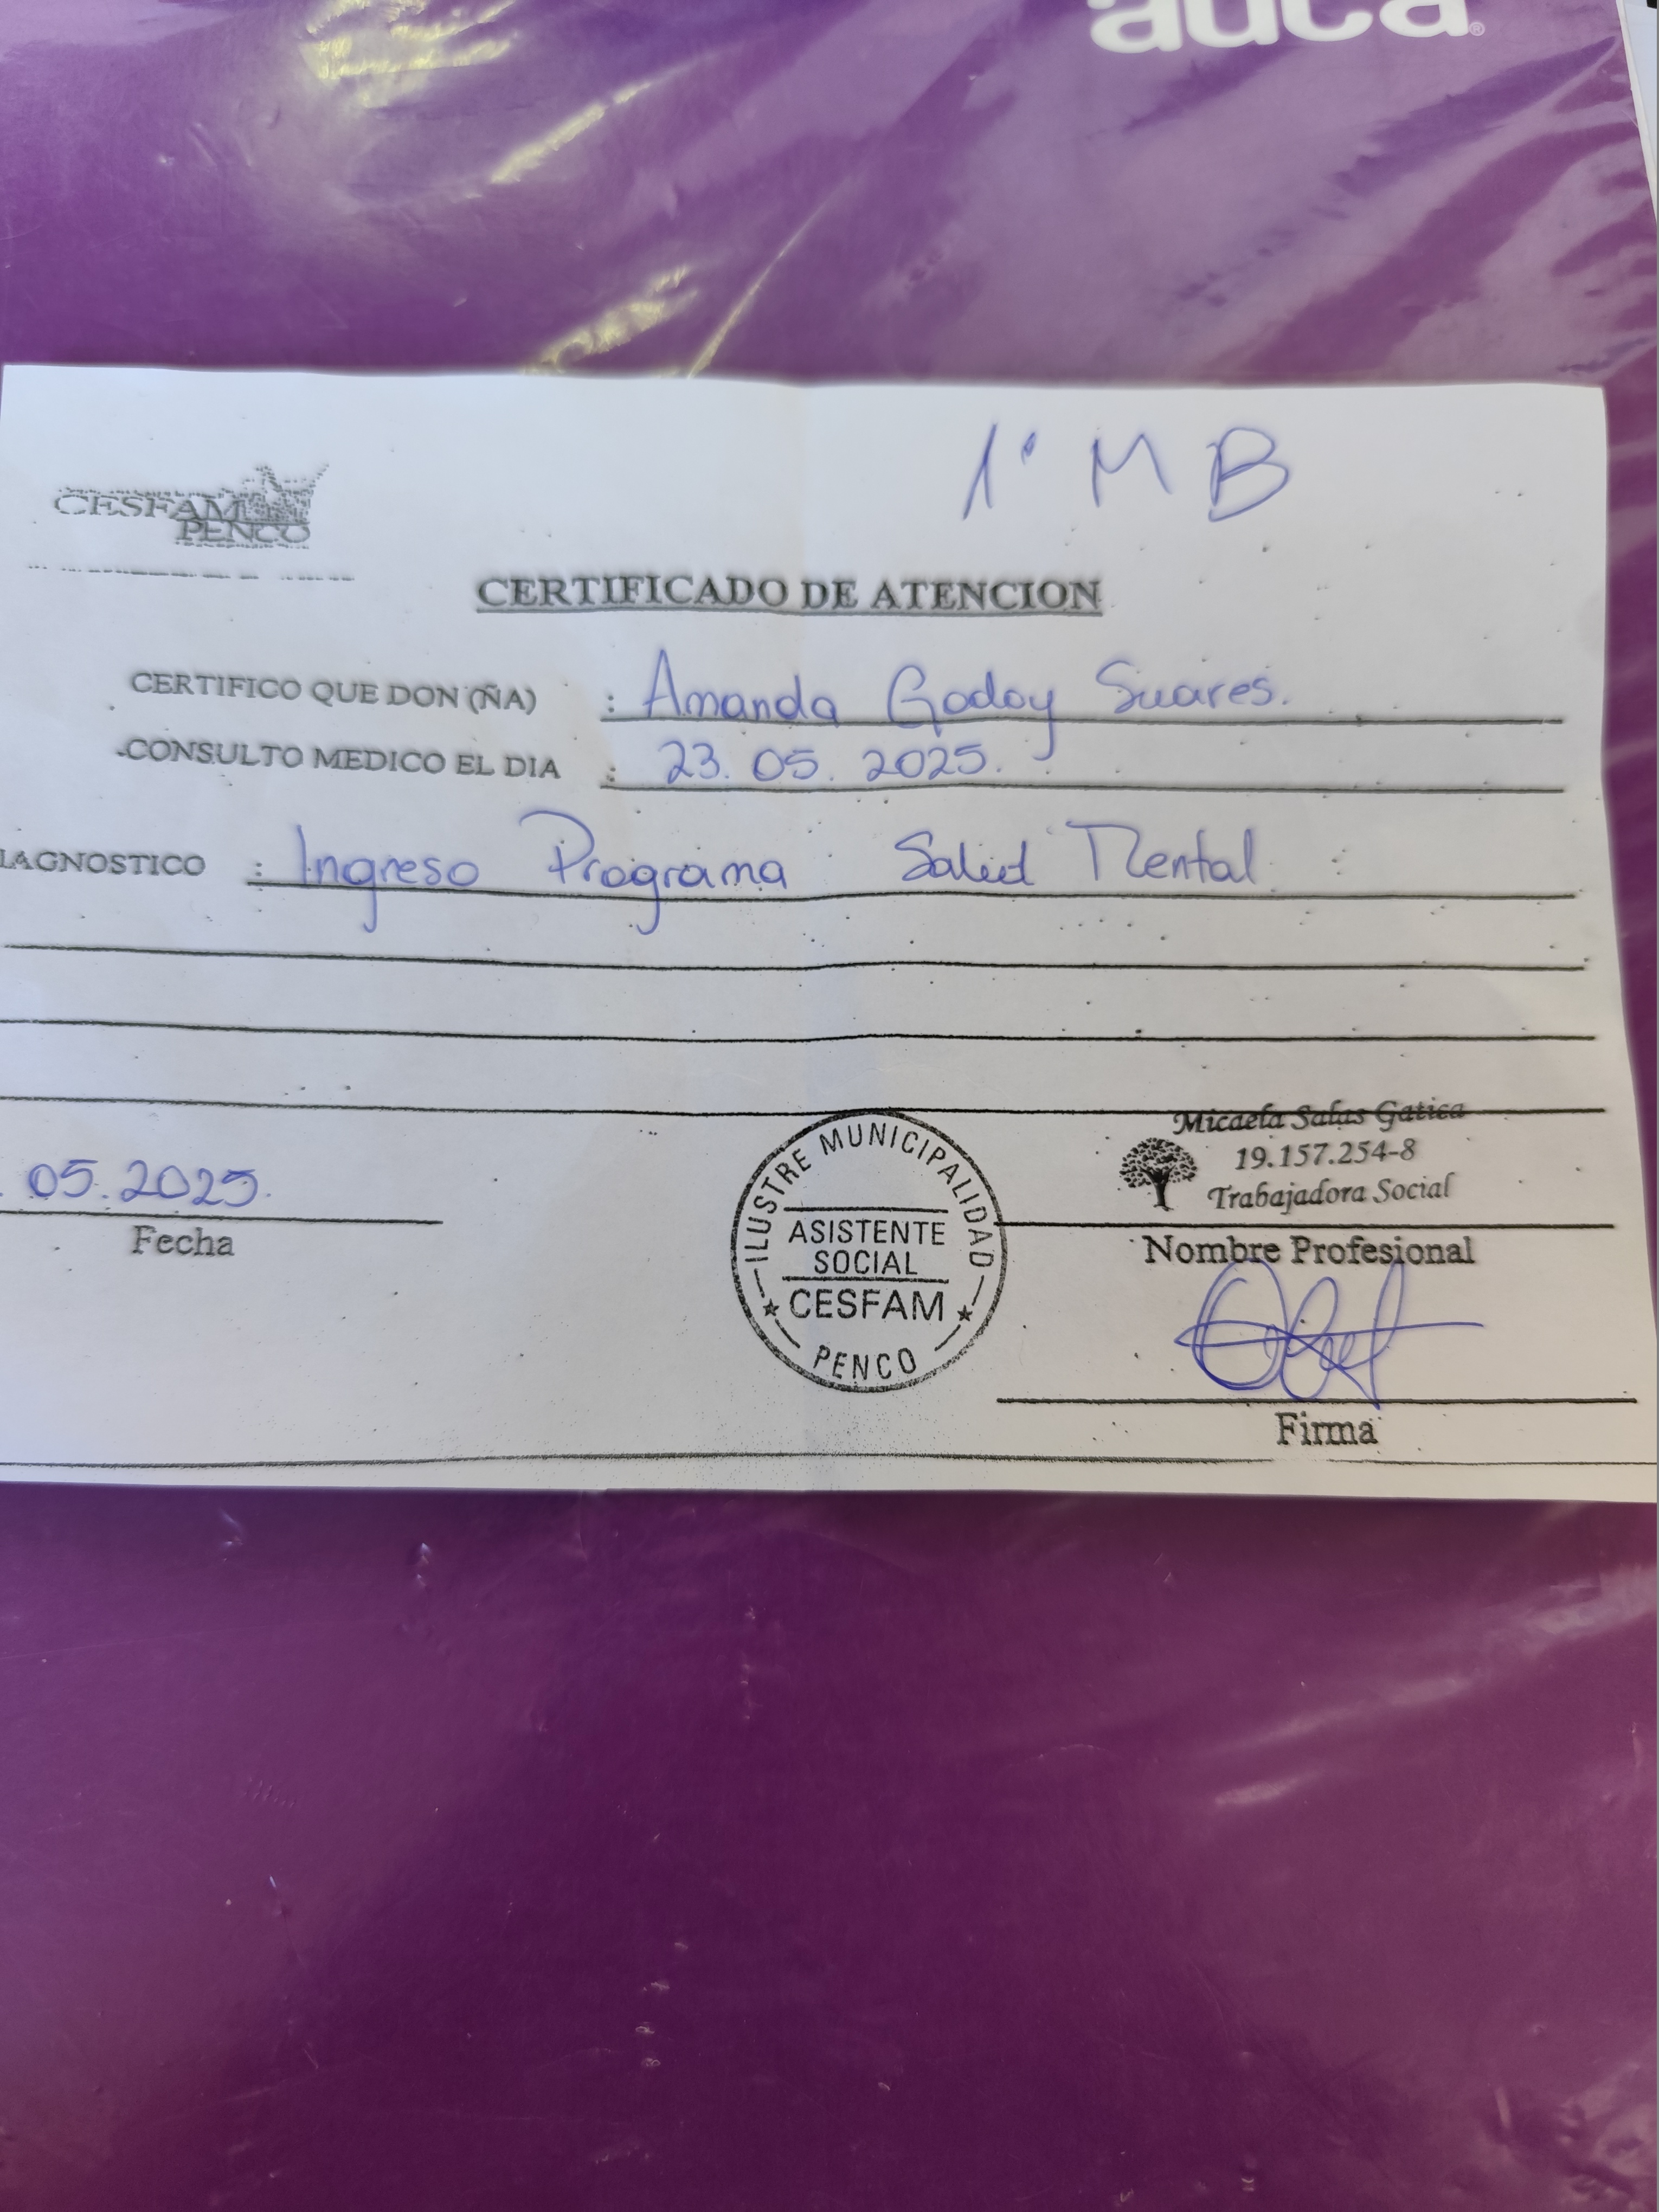 auca®
1° M B
CESFAM
PENCO
CERTIFICADO DE ATENCION
CERTIFICO QUE DON (ÑA) : Amanda Godoy Suares.
CONSULTO MEDICO EL DIA : 23. 05. 2025.
IAGNOSTICO : Ingreso Programa Salud Mental
. 05.2025.
Fecha
ILUSTRE MUNICIPALIDAD
ASISTENTE
SOCIAL
CESFAM
PENCO
Micaela Salas Gatica
19.157.254-8
Trabajadora Social
Nombre Profesional
Firma